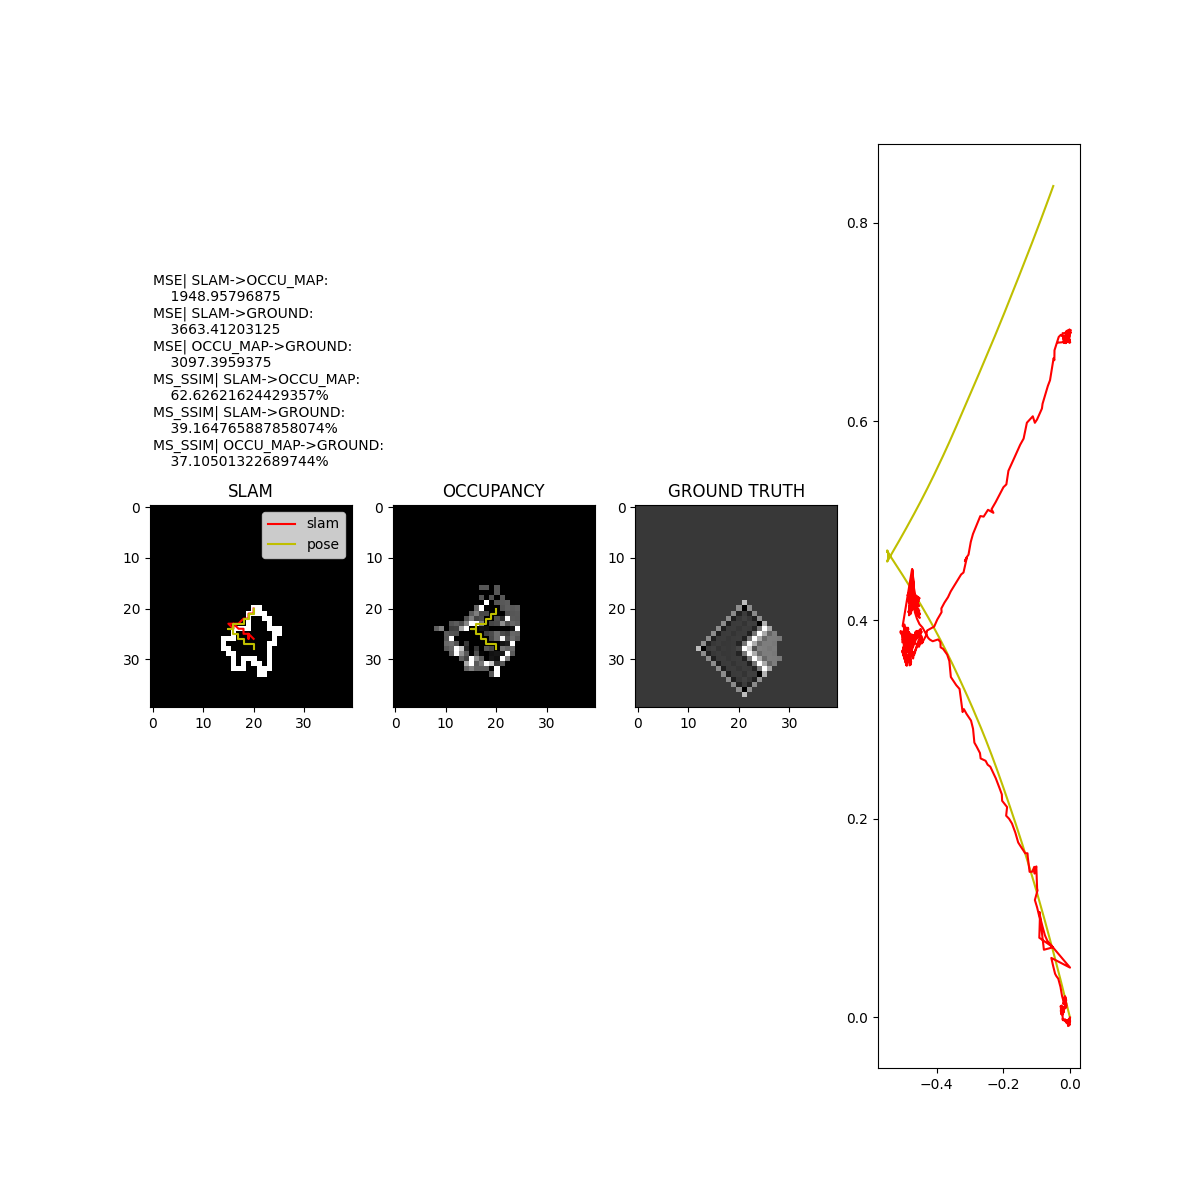 MSE| SLAM->OCCU_MAP:
1948.95796875
MSE| SLAM->GROUND:
3663.41203125
MSE| OCCU_MAP->GROUND:
3097.3959375
MS_SSIM| SLAM->OCCU_MAP:
62.62621624429357%
MS_SSIM| SLAM->GROUND:
39.164765887858074%
MS_SSIM| OCCU_MAP->GROUND:
37.10501322689744%
SLAM
slam
pose
0
10
20
30
0 10 20 30
OCCUPANCY
0
10
20
30
0 10 20 30
GROUND TRUTH
0
10
20
30
0 10 20 30
0.8
0.6
0.4
0.2
0.0
−0.4 −0.2 0.0